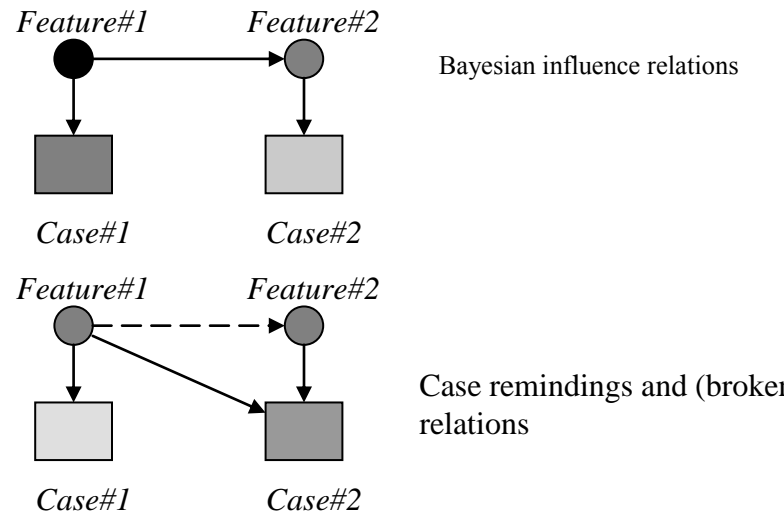 Feature#1 Feature#2
Bayesian influence relations
Case#1 Case#2
Feature#1 Feature#2
Case remindings and (broken
relations
Case#1 Case#2